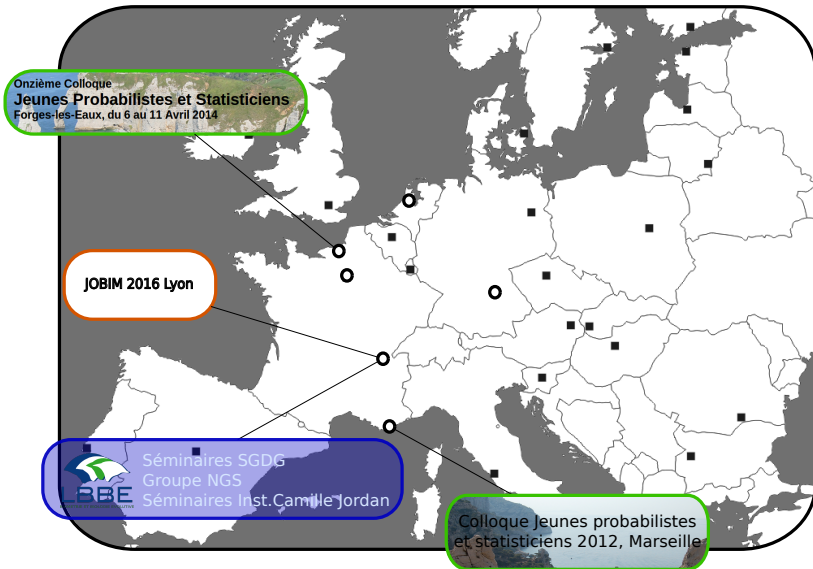 Onzième Colloque
Jeunes Probabilistes et Statisticiens
Forges-les-Eaux, du 6 au 11 Avril 2014
JOBIM 2016 Lyon
LBBE
Séminaires SGDG
Groupe NGS
Séminaires Inst.Camille Jordan
Colloque Jeunes probabilistes
et statisticiens 2012, Marseille